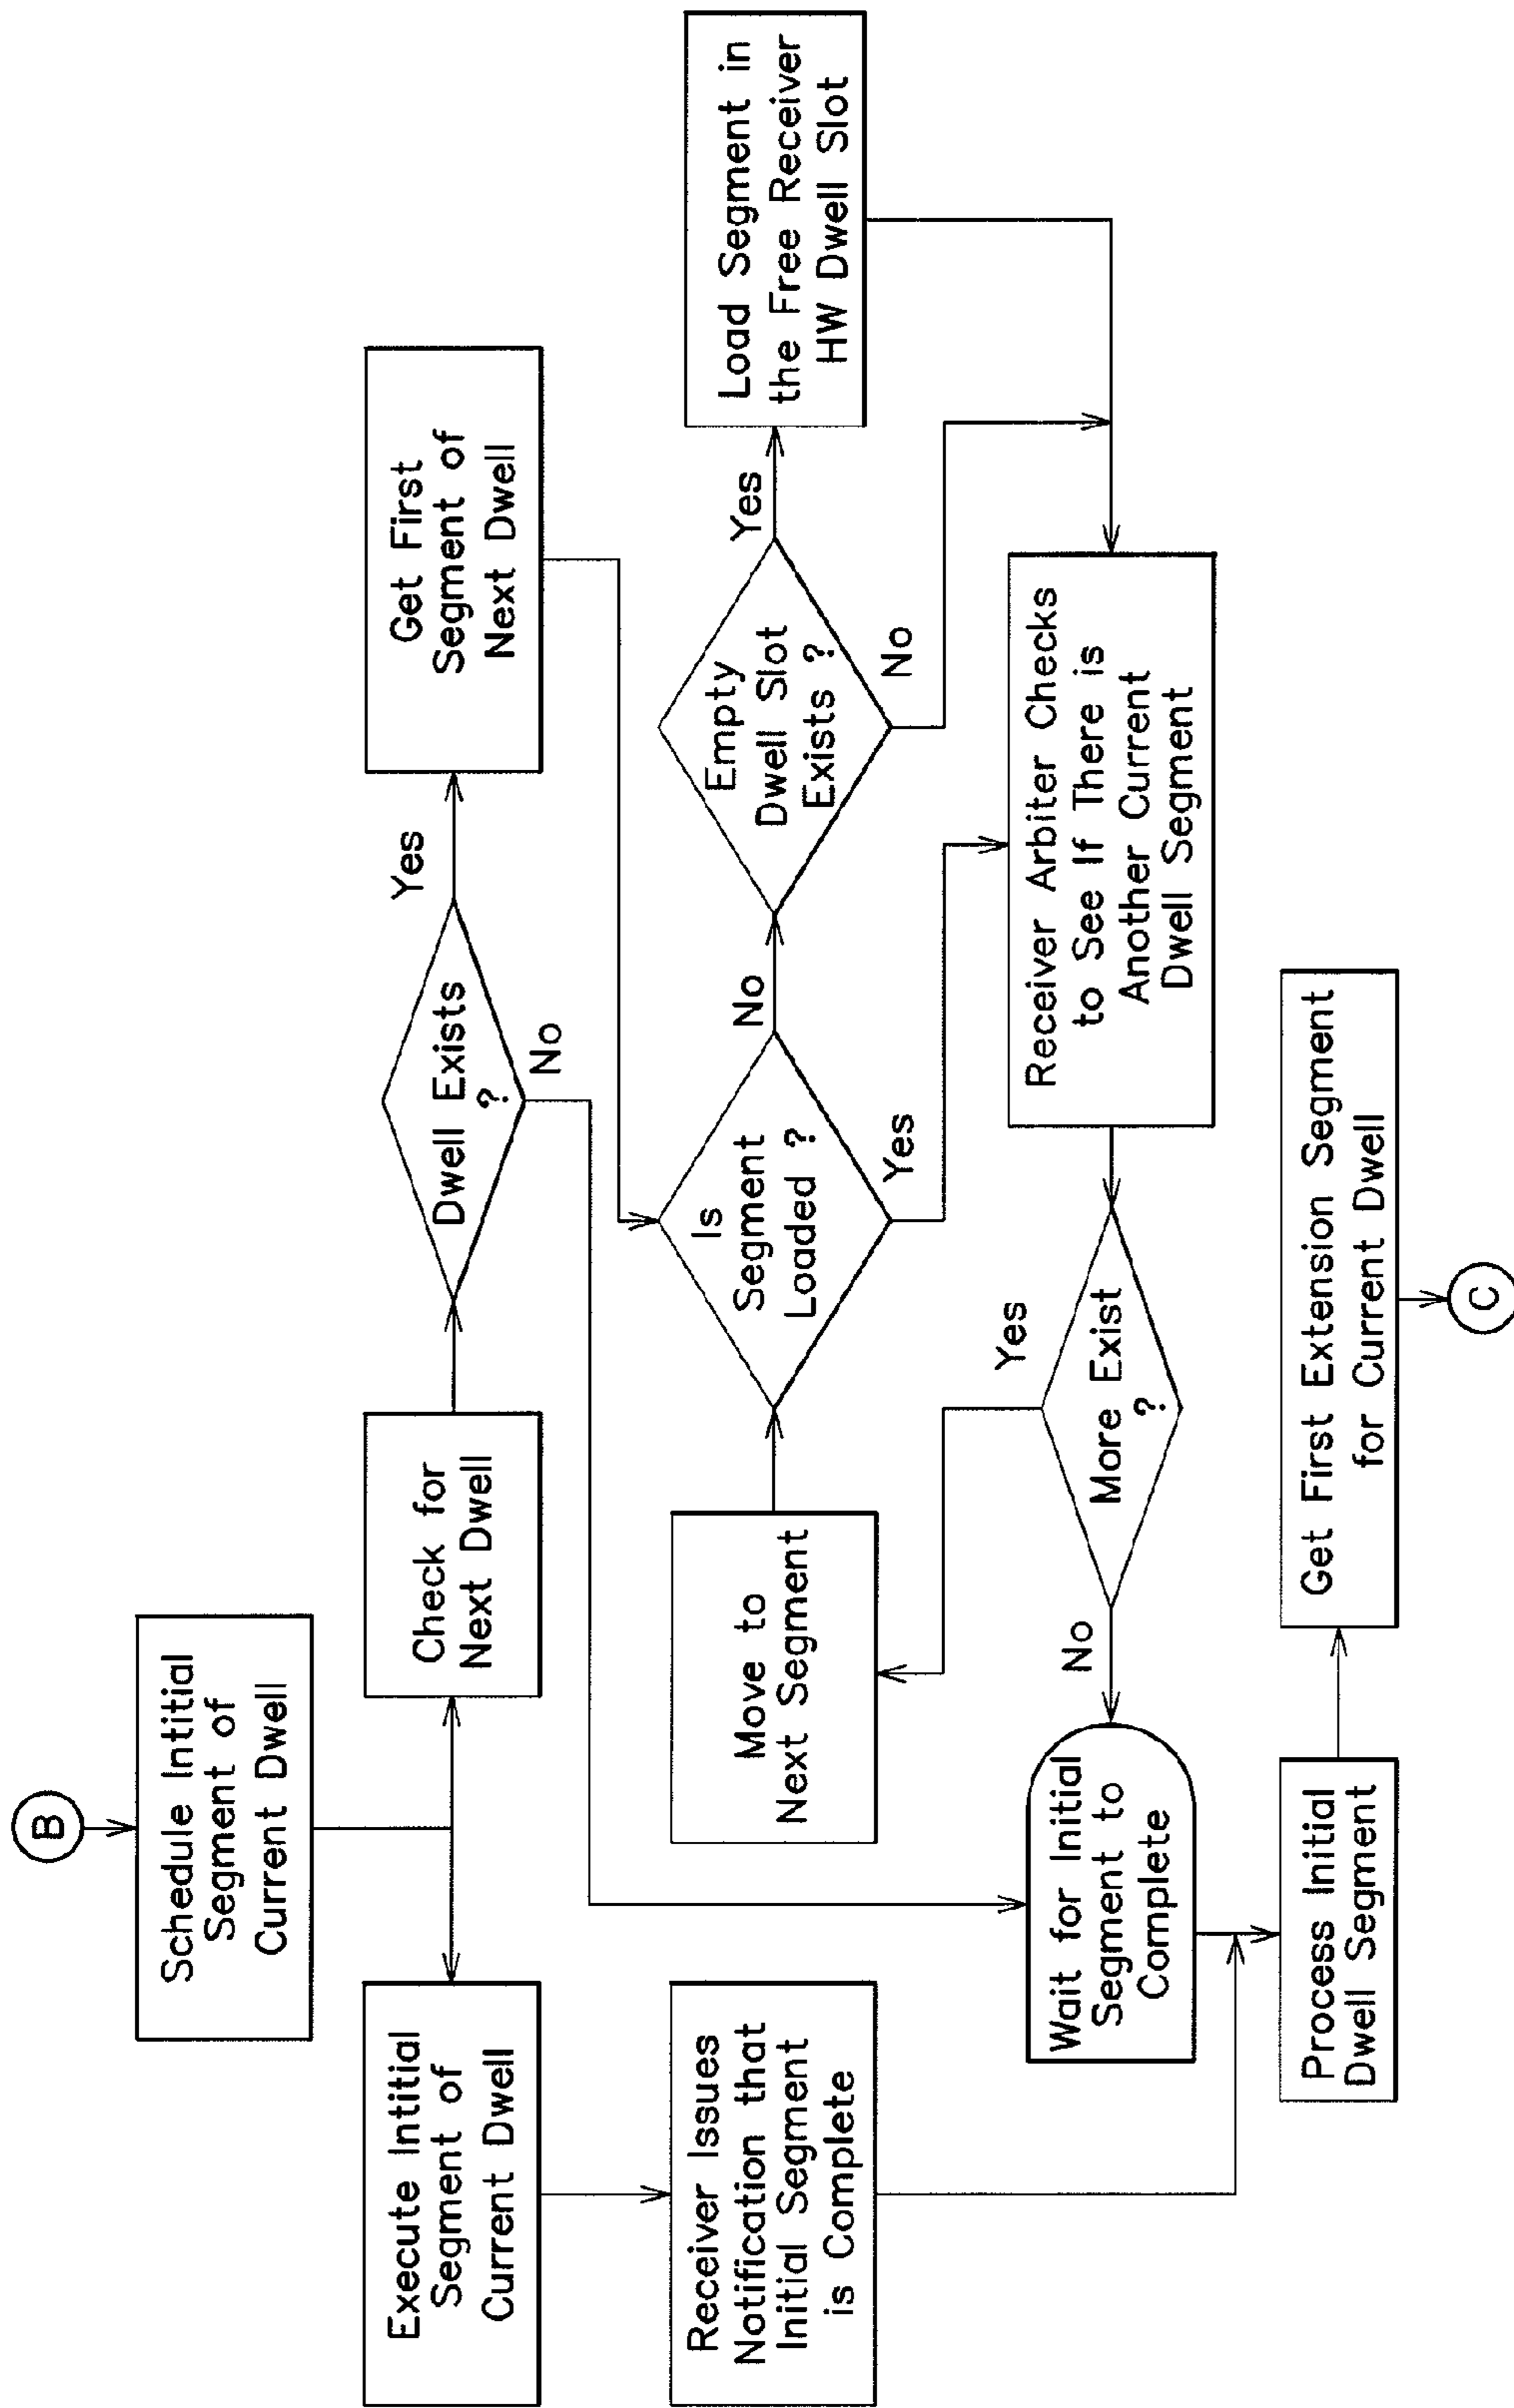 B
Schedule Intitial
Segment of
Current Dwell
Execute Intitial
Segment of
Current Dwell
Check for
Next Dwell
Dwell Exists
?
Yes
No
Get First
Segment of
Next Dwell
Receiver Issues
Notification that
Initial Segment
is Complete
Move to
Next Segment
Is
Segment
Loaded ?
No
Yes
Empty
Dwell Slot
Exists ?
Yes
No
Load Segment in
the Free Receiver
HW Dwell Slot
Wait for Initial
Segment to
Complete
No
More Exist
?
Yes
Receiver Arbiter Checks
to See If There is
Another Current
Dwell Segment
Process Initial
Dwell Segment
Get First Extension Segment
for Current Dwell
C